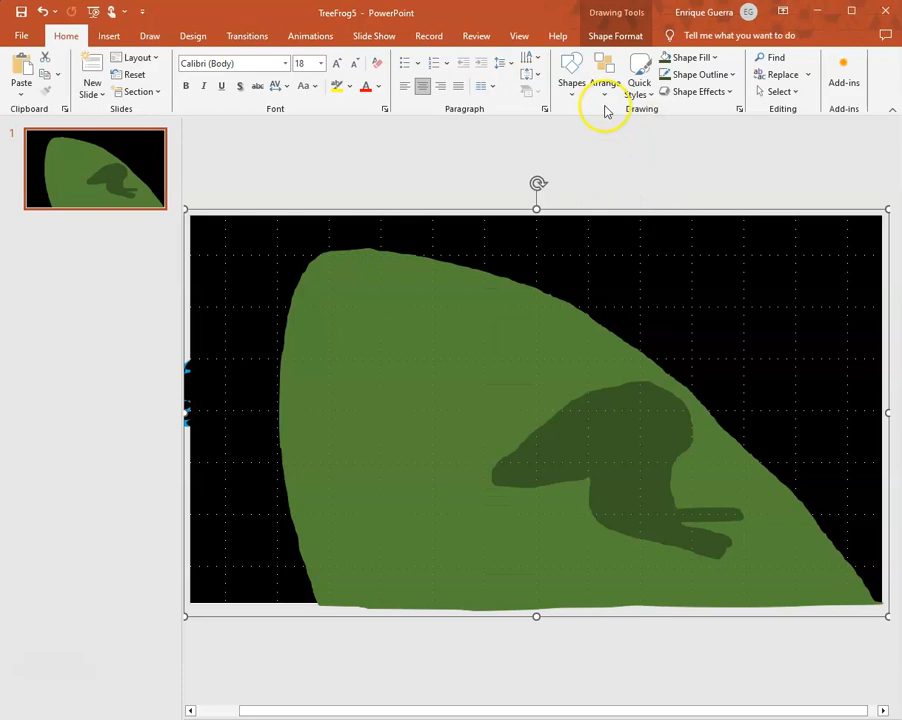 TreeFrog5 - PowerPoint
Drawing Tools
Enrique Guerra
EG
File
Home
Insert
Draw
Design
Transitions
Animations
Slide Show
Record
Review
View
Help
Shape Format
Tell me what you want to do
Paste
New
Slide
Layout
Reset
Section
Calibri (Body)
18
B I U S abc AV Aa
A
Shapes
Arrange
Quick
Styles
Shape Fill
Shape Outline
Shape Effects
Find
Replace
Select
Add-ins
Clipboard
Slides
Font
Paragraph
Drawing
Editing
Add-ins
1